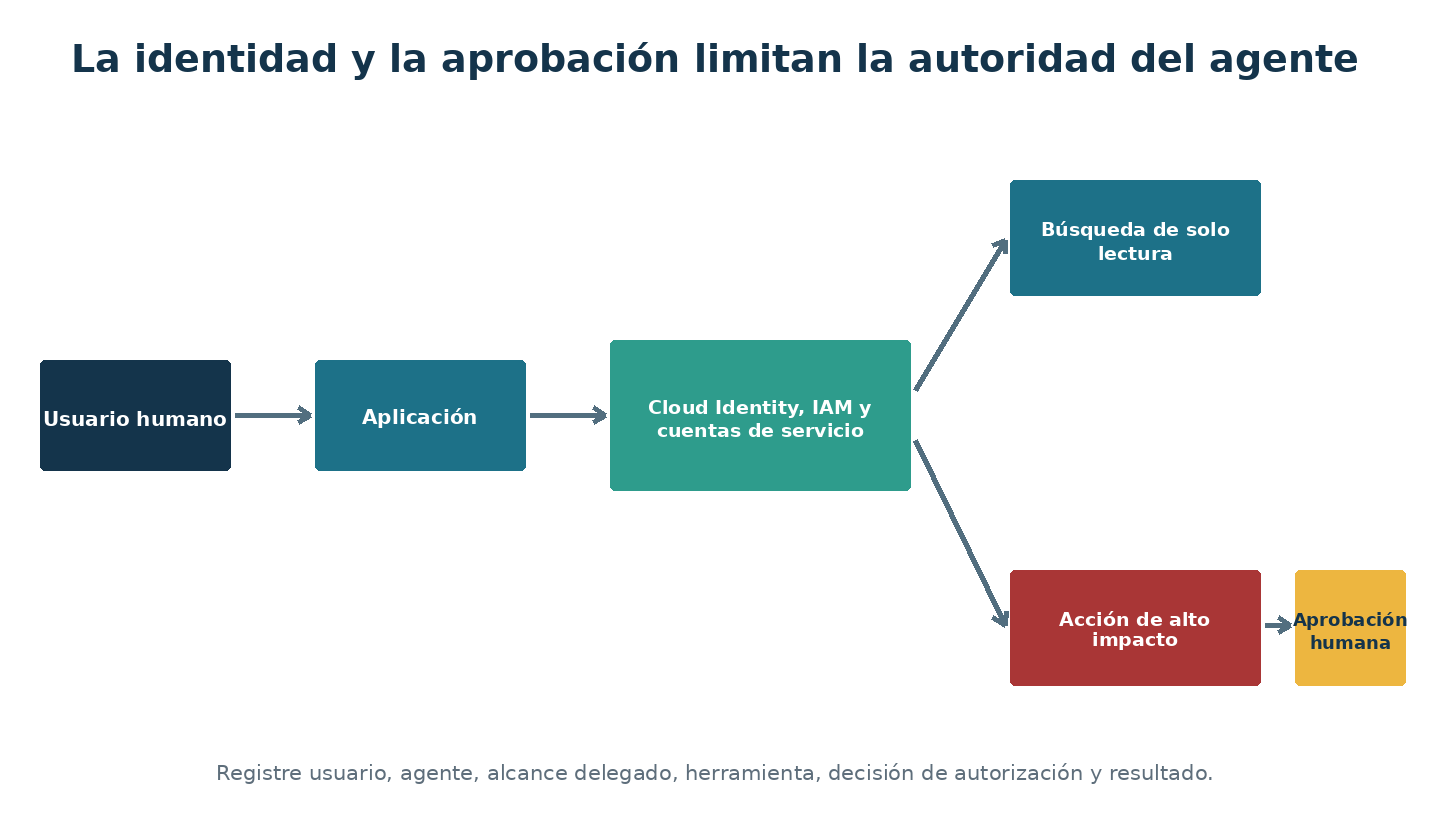 La identidad y la aprobación limitan la autoridad del agente
Búsqueda de solo
lectura
Usuario humano
Aplicación
Cloud Identity, IAM y
cuentas de servicio
Acción de alto
impacto
Aprobación
humana
Registre usuario, agente, alcance delegado, herramienta, decisión de autorización y resultado.